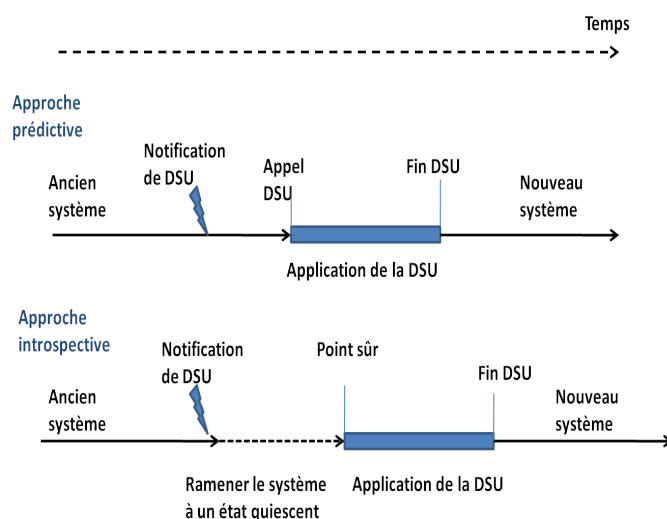 Temps
Approche
prédictive
Notification
de DSU
Appel
DSU
Fin DSU
Ancien
système
Nouveau
système
Application de la DSU
Approche
introspective
Notification
de DSU
Point sûr
Fin DSU
Ancien
système
Nouveau
système
Ramener le système
à un état quiescent
Application de la DSU